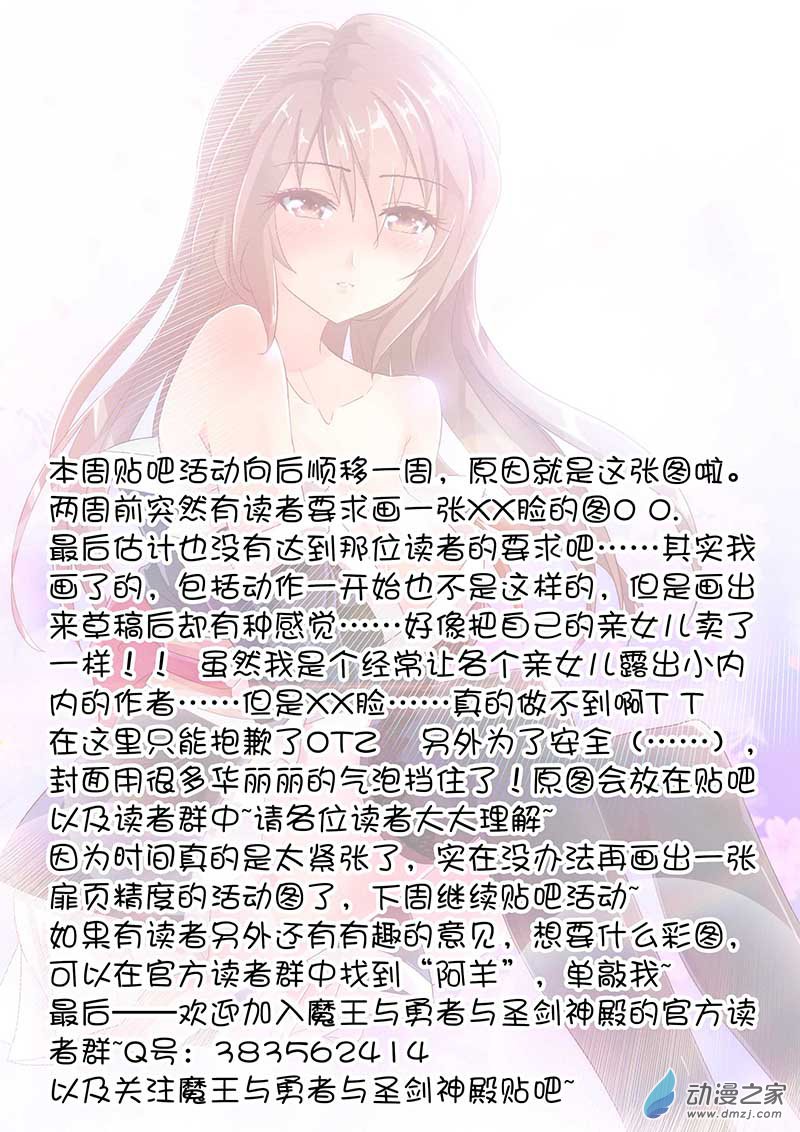 本周贴吧活动向后顺移一周，原因就是这张图啦。
两周前突然有读者要求画一张XX脸的图O O.
最后估计也没有达到那位读者的要求吧……其实我
画了的，包括动作一开始也不是这样的，但是画出
来草稿后却有种感觉……好像把自己的亲女儿卖了
一样！！ 虽然我是个经常让各个亲女儿露出小内
内的作者……但是XX脸……真的做不到啊T T
在这里只能抱歉了OTZ 另外为了安全（……），
封面用很多华丽丽的气泡挡住了！原图会放在贴吧
以及读者群中~请各位读者大大理解~
因为时间真的是太紧张了，实在没办法再画出一张
扉页精度的活动图了，下周继续贴吧活动~
如果有读者另外还有有趣的意见，想要什么彩图，
可以在官方读者群中找到“阿羊”，单敲我~
最后——欢迎加入魔王与勇者与圣剑神殿的官方读
者群~Q号：383562414
以及关注魔王与勇者与圣剑神殿贴吧~
动漫之家
www.dmzj.com